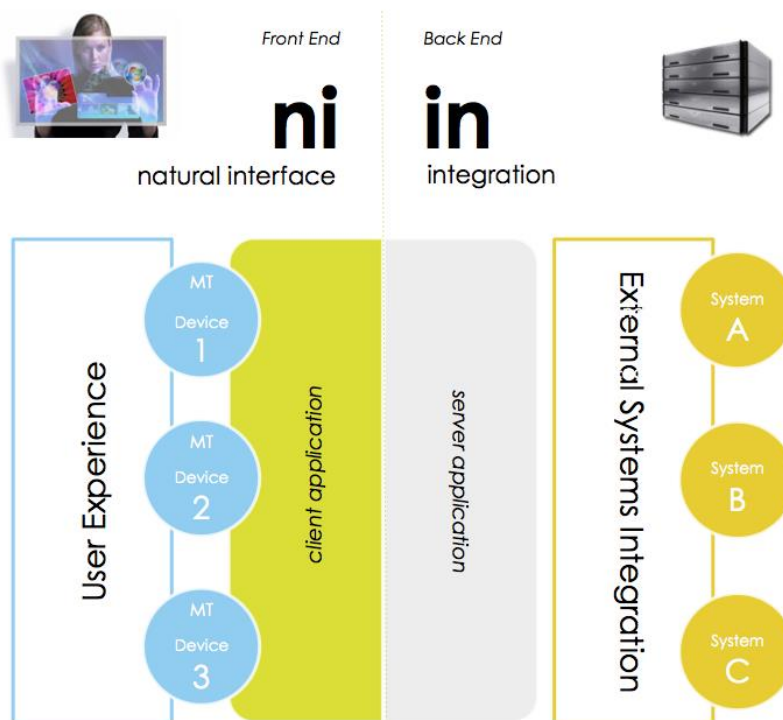 Front End
Back End
ni
in
natural interface
integration
User Experience
MT
Device
1
MT
Device
2
MT
Device
3
client application
server application
External Systems Integration
System
A
System
B
System
C